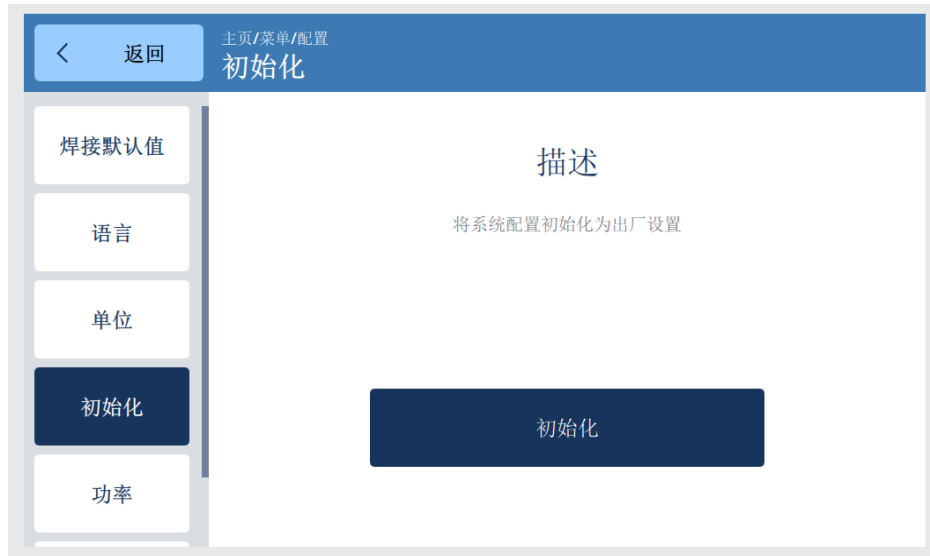 返回
主页/菜单/配置
初始化
焊接默认值
语言
单位
初始化
功率
描述
将系统配置初始化为出厂设置
初始化